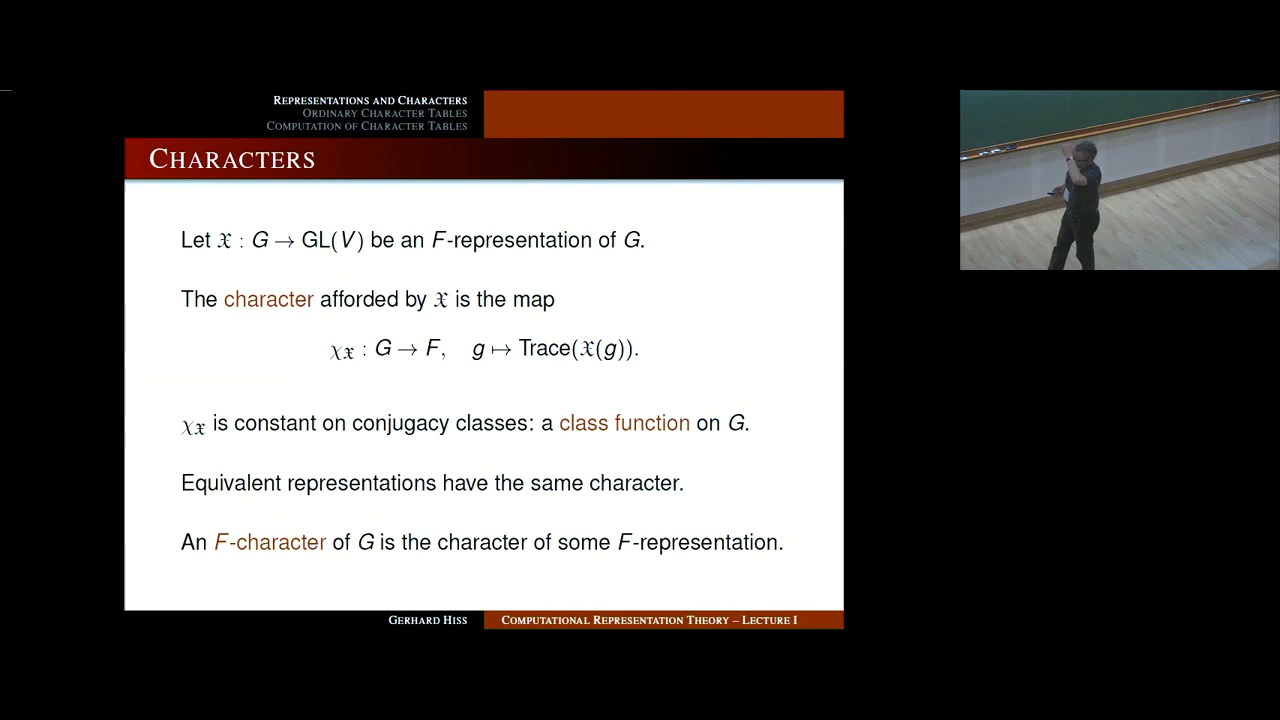 REPRESENTATIONS AND CHARACTERS
ORDINARY CHARACTER TABLES
COMPUTATION OF CHARACTER TABLES
CHARACTERS
Let 𝔛 : G → GL(V) be an F-representation of G.
The character afforded by 𝔛 is the map
χ_𝔛 : G → F, g ↦ Trace(𝔛(g)).
χ_𝔛 is constant on conjugacy classes: a class function on G.
Equivalent representations have the same character.
An F-character of G is the character of some F-representation.
GERHARD HISS
COMPUTATIONAL REPRESENTATION THEORY – LECTURE I